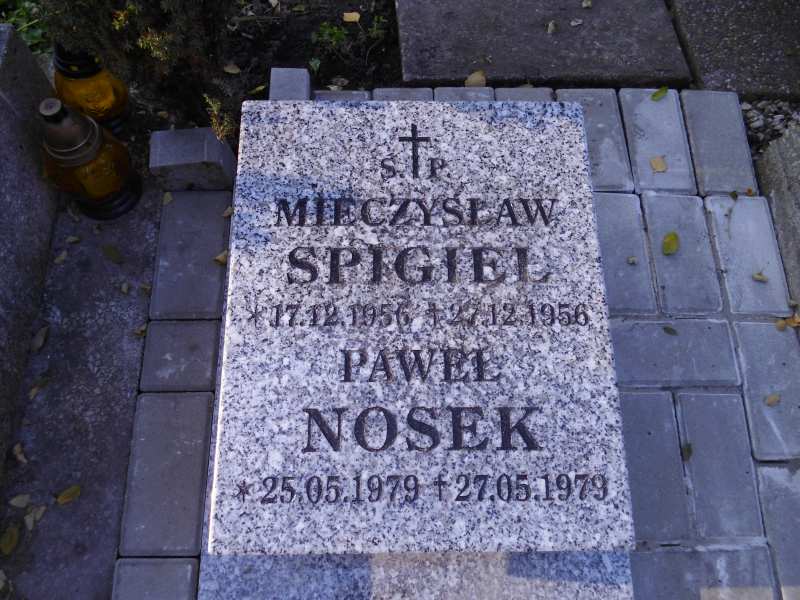 Ś.†P.
MIECZYSŁAW
SPIGIEL
*17.12.1956 †27.12.1956
PAWEŁ
NOSEK
*25.05.1979 †27.05.1979